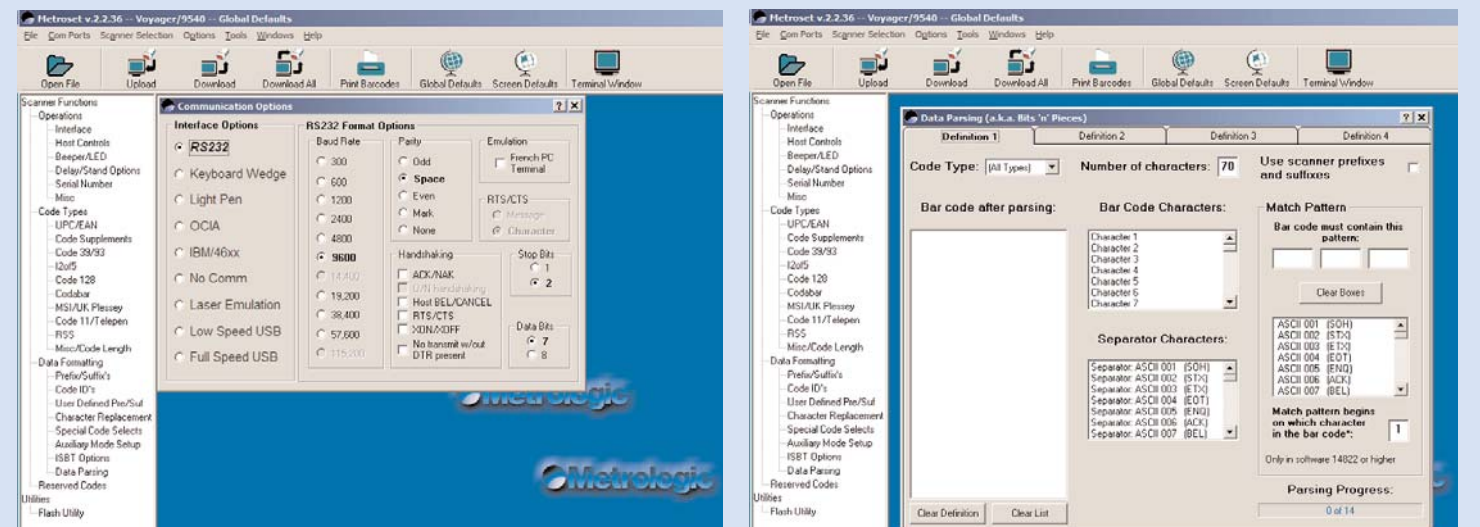 Metroset v.2.2.36 -- Voyager/9540 -- Global Defaults
File Com Ports Scanner Selection Options Tools Windows Help
Open File Upload Download Download All Print Barcodes Global Defaults Screen Defaults Terminal Window
Scanner Functions
Operations
Interface
Host Controls
Beeper/LED
Delay/Stand Options
Serial Number
Misc
Code Types
UPC/EAN
Code Supplements
Code 39/93
I2of5
Code 128
Codabar
MSI/UK Plessey
Code 11/Telepen
RSS
Misc/Code Length
Data Formatting
Prefix/Suffix's
Code ID's
User Defined Pre/Suf
Character Replacement
Special Code Selects
Auxiliary Mode Setup
ISBT Options
Data Parsing
Reserved Codes
Utilities
Flash Utility
Communication Options
Interface Options
RS232
Keyboard Wedge
Light Pen
OCIA
IBM/46xx
No Comm
Laser Emulation
Low Speed USB
Full Speed USB
RS232 Format Options
Baud Rate
300
600
1200
2400
4800
9600
14,400
19,200
38,400
57,600
115,200
Parity
Odd
Space
Even
Mark
None
Emulation
French PC
Terminal
RTS/CTS
Message
Character
Handshaking
ACK/NAK
D/N handshaking
Host BEL/CANCEL
RTS/CTS
XON/XOFF
No transmit w/out
DTR present
Stop Bits
1
2
Data Bits
7
8
Metrologic
Metrologic
Metroset v.2.2.36 -- Voyager/9540 -- Global Defaults
File Com Ports Scanner Selection Options Tools Windows Help
Open File Upload Download Download All Print Barcodes Global Defaults Screen Defaults Terminal Window
Scanner Functions
Operations
Interface
Host Controls
Beeper/LED
Delay/Stand Options
Serial Number
Misc
Code Types
UPC/EAN
Code Supplements
Code 39/93
I2of5
Code 128
Codabar
MSI/UK Plessey
Code 11/Telepen
RSS
Misc/Code Length
Data Formatting
Prefix/Suffix's
Code ID's
User Defined Pre/Suf
Character Replacement
Special Code Selects
Auxiliary Mode Setup
ISBT Options
Data Parsing
Reserved Codes
Utilities
Flash Utility
Data Parsing (a.k.a. Bits 'n' Pieces)
Definition 1 Definition 2 Definition 3 Definition 4
Code Type: (All Types) Number of characters: 70
Use scanner prefixes
and suffixes
Bar code after parsing:
Clear Definition Clear List
Bar Code Characters:
Character 1
Character 2
Character 3
Character 4
Character 5
Character 6
Character 7
Separator Characters:
Separator: ASCII 001 (SOH)
Separator: ASCII 002 (STX)
Separator: ASCII 003 (ETX)
Separator: ASCII 004 (EOT)
Separator: ASCII 005 (ENQ)
Separator: ASCII 006 (ACK)
Separator: ASCII 007 (BEL)
Match Pattern
Bar code must contain this
pattern:
Clear Boxes
ASCII 001 (SOH)
ASCII 002 (STX)
ASCII 003 (ETX)
ASCII 004 (EOT)
ASCII 005 (ENQ)
ASCII 006 (ACK)
ASCII 007 (BEL)
Match pattern begins
on which character
in the bar code*: 1
Only in software 14822 or higher
Parsing Progress:
0 of 14